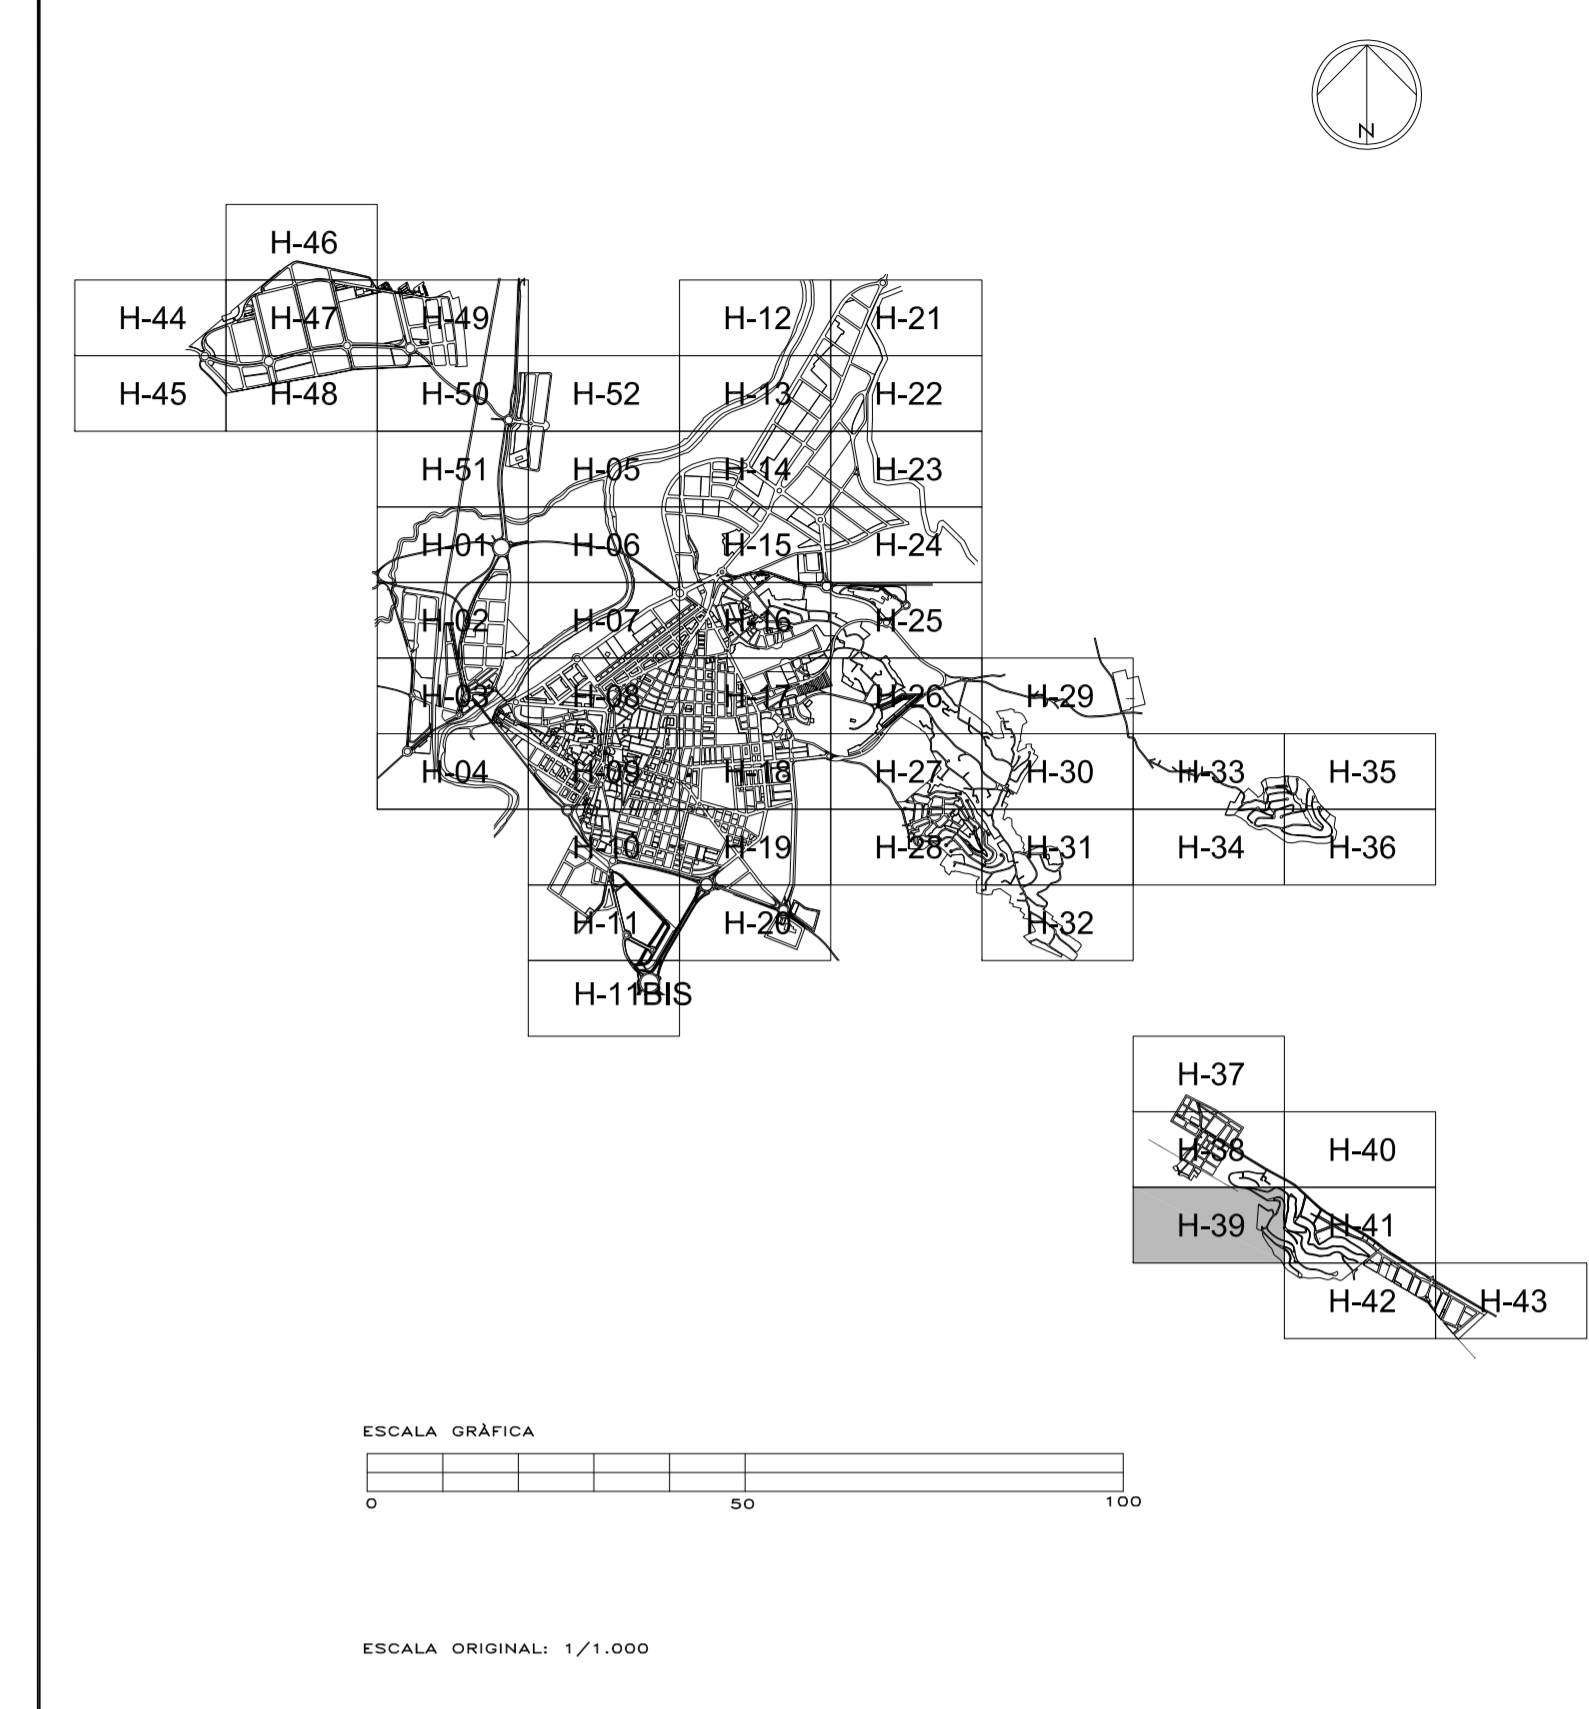 N
H-46
H-44 H-47 H-49 H-12 H-21
H-45 H-48 H-50 H-52 H-13 H-22
H-51 H-05 H-14 H-23
H-01 H-06 H-15 H-24
H-02 H-07 H-16 H-25
H-03 H-08 H-17 H-26 H-29
H-04 H-09 H-18 H-27 H-30 H-33 H-35
H-10 H-19 H-28 H-31 H-34 H-36
H-11 H-20 H-32
H-11BIS
H-37
H-38 H-40
H-39 H-41
H-42 H-43
ESCALA GRÀFICA
0 50 100
ESCALA ORIGINAL: 1/1.000